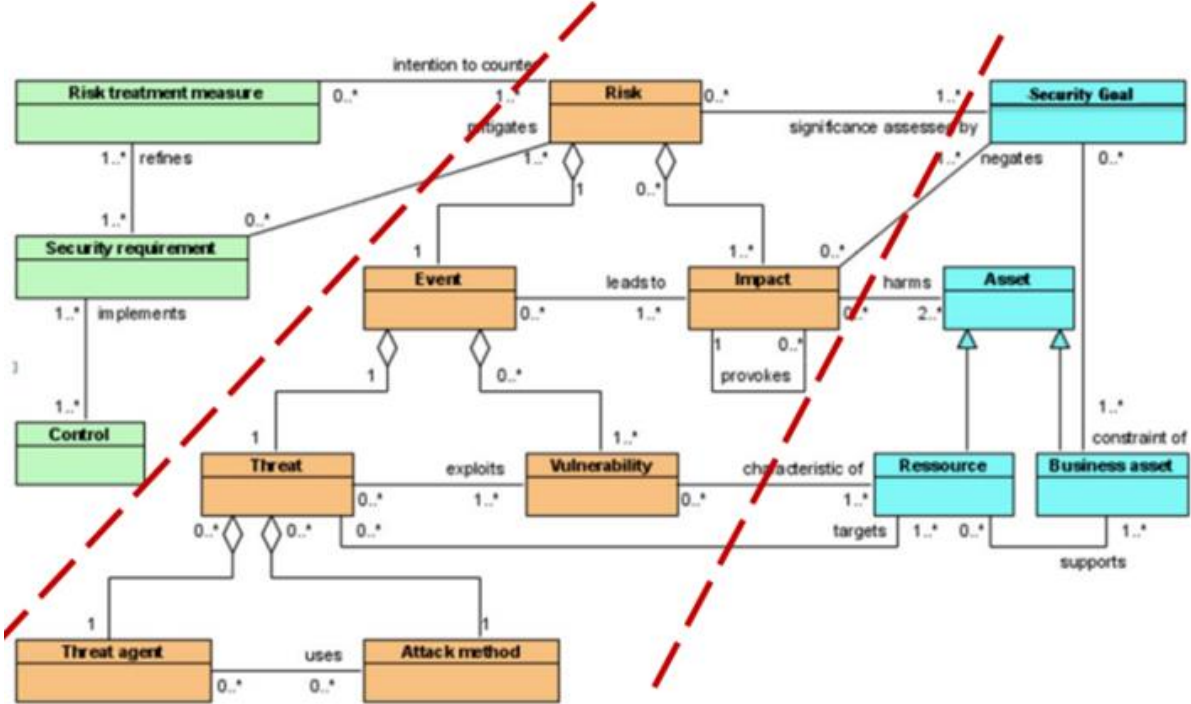 intention to counter
Risk treatment measure
0..*
1..*
Risk
0..*
1..*
Security Goal
mitigates
significance assessed by
1..*
refines
1..*
1
0..*
1..*
negates
0..*
1..*
0..*
Security requirement
1
1..*
0..*
Event
leads to
Impact
harms
Asset
1..*
implements
0..*
1..*
0..*
2..*
1
0..*
provokes
1
0..*
1..*
Control
1
1..*
1..*
constraint of
Threat
exploits
Vulnerability
characteristic of
Ressource
Business asset
0..*
1..*
0..*
1..*
0..*
0..*
0..*
targets
1..*
0..*
1..*
supports
1
1
Threat agent
uses
Attack method
0..*
0..*